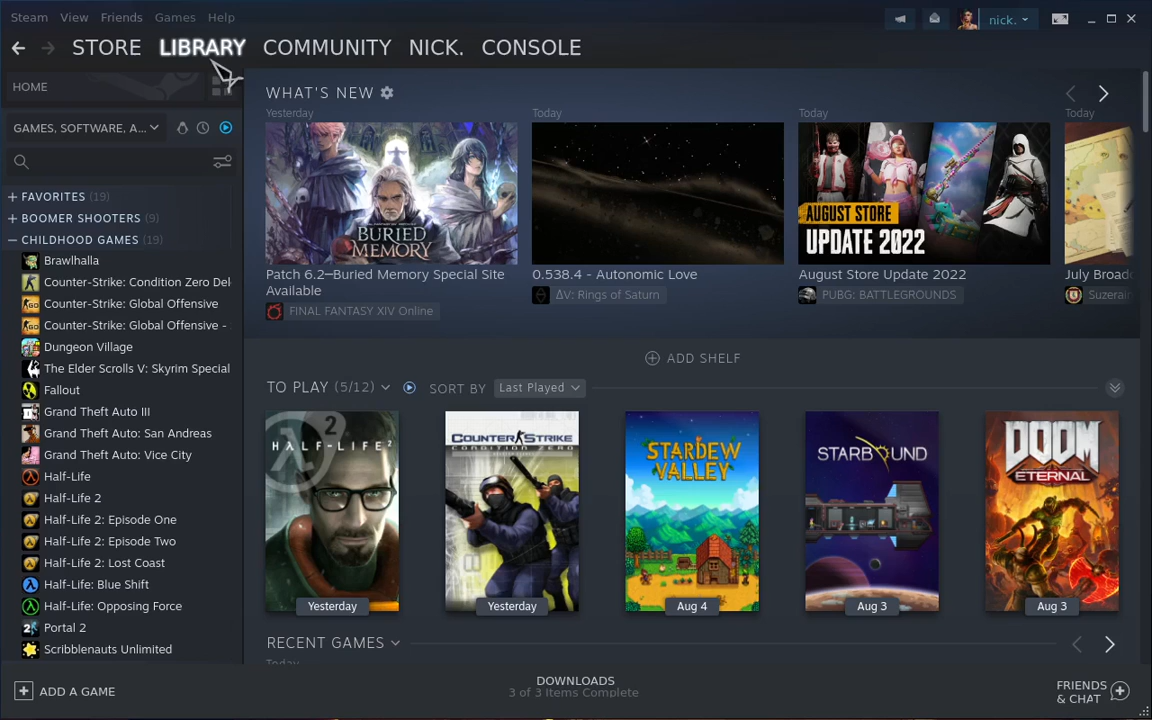 Steam View Friends Games Help
nick.
STORE LIBRARY COMMUNITY NICK. CONSOLE
HOME
GAMES, SOFTWARE, A...
FAVORITES (19)
BOOMER SHOOTERS (9)
CHILDHOOD GAMES (19)
Brawlhalla
Counter-Strike: Condition Zero Del
Counter-Strike: Global Offensive
Counter-Strike: Global Offensive -
Dungeon Village
The Elder Scrolls V: Skyrim Special
Fallout
Grand Theft Auto III
Grand Theft Auto: San Andreas
Grand Theft Auto: Vice City
Half-Life
Half-Life 2
Half-Life 2: Episode One
Half-Life 2: Episode Two
Half-Life 2: Lost Coast
Half-Life: Blue Shift
Half-Life: Opposing Force
Portal 2
Scribblenauts Unlimited
WHAT'S NEW
Yesterday
BURIED
MEMORY
Patch 6.2—Buried Memory Special Site
Available
FINAL FANTASY XIV Online
Today
0.538.4 - Autonomic Love
ΔV: Rings of Saturn
Today
AUGUST STORE
UPDATE 2022
August Store Update 2022
PUBG: BATTLEGROUNDS
Today
July Broad
Suzerain
ADD SHELF
TO PLAY (5/12) SORT BY Last Played
HALF-LIFE 2
Yesterday
COUNTER STRIKE
CONDITION ZERO
Yesterday
STARDEW
VALLEY
Aug 4
STARBOUND
Aug 3
DOOM
ETERNAL
Aug 3
RECENT GAMES
Today
ADD A GAME
DOWNLOADS
3 of 3 Items Complete
FRIENDS
& CHAT